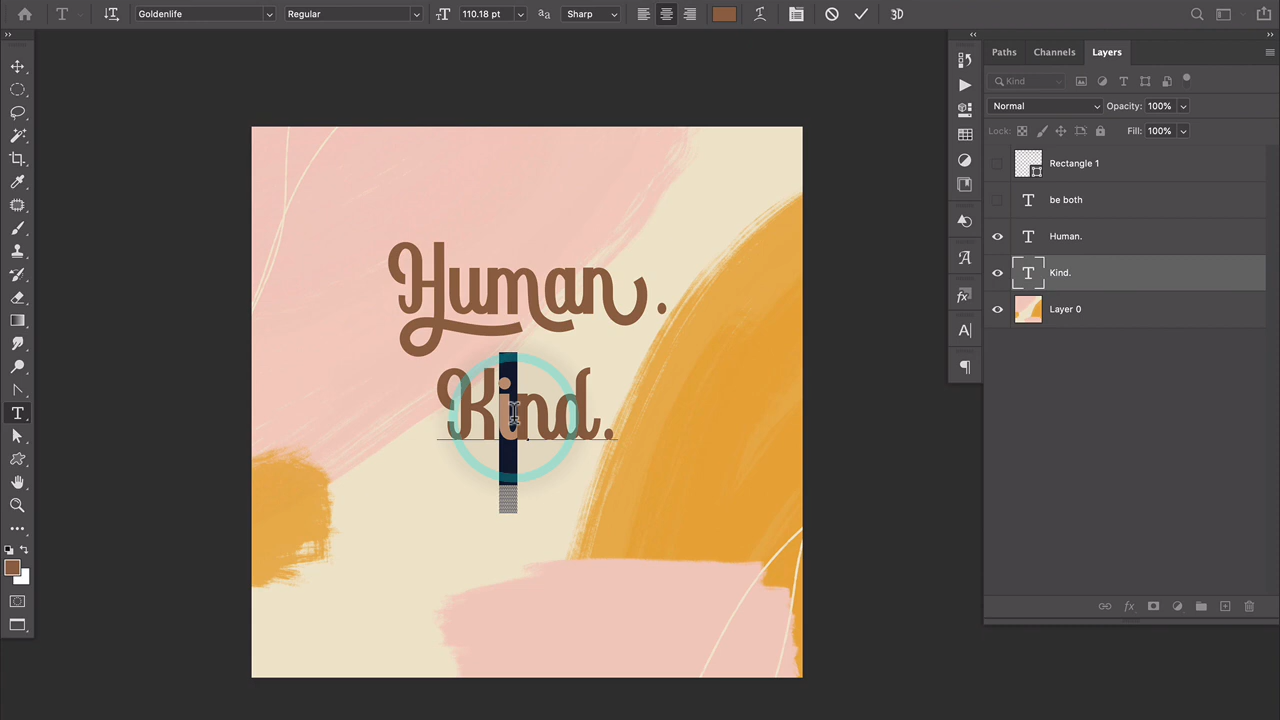 T Goldenlife Regular 110.18 pt aa Sharp 3D
Paths Channels Layers
Kind
Normal Opacity: 100%
Lock: Fill: 100%
Rectangle 1
T be both
T Human.
T Kind.
Layer 0
Human.
Kind.